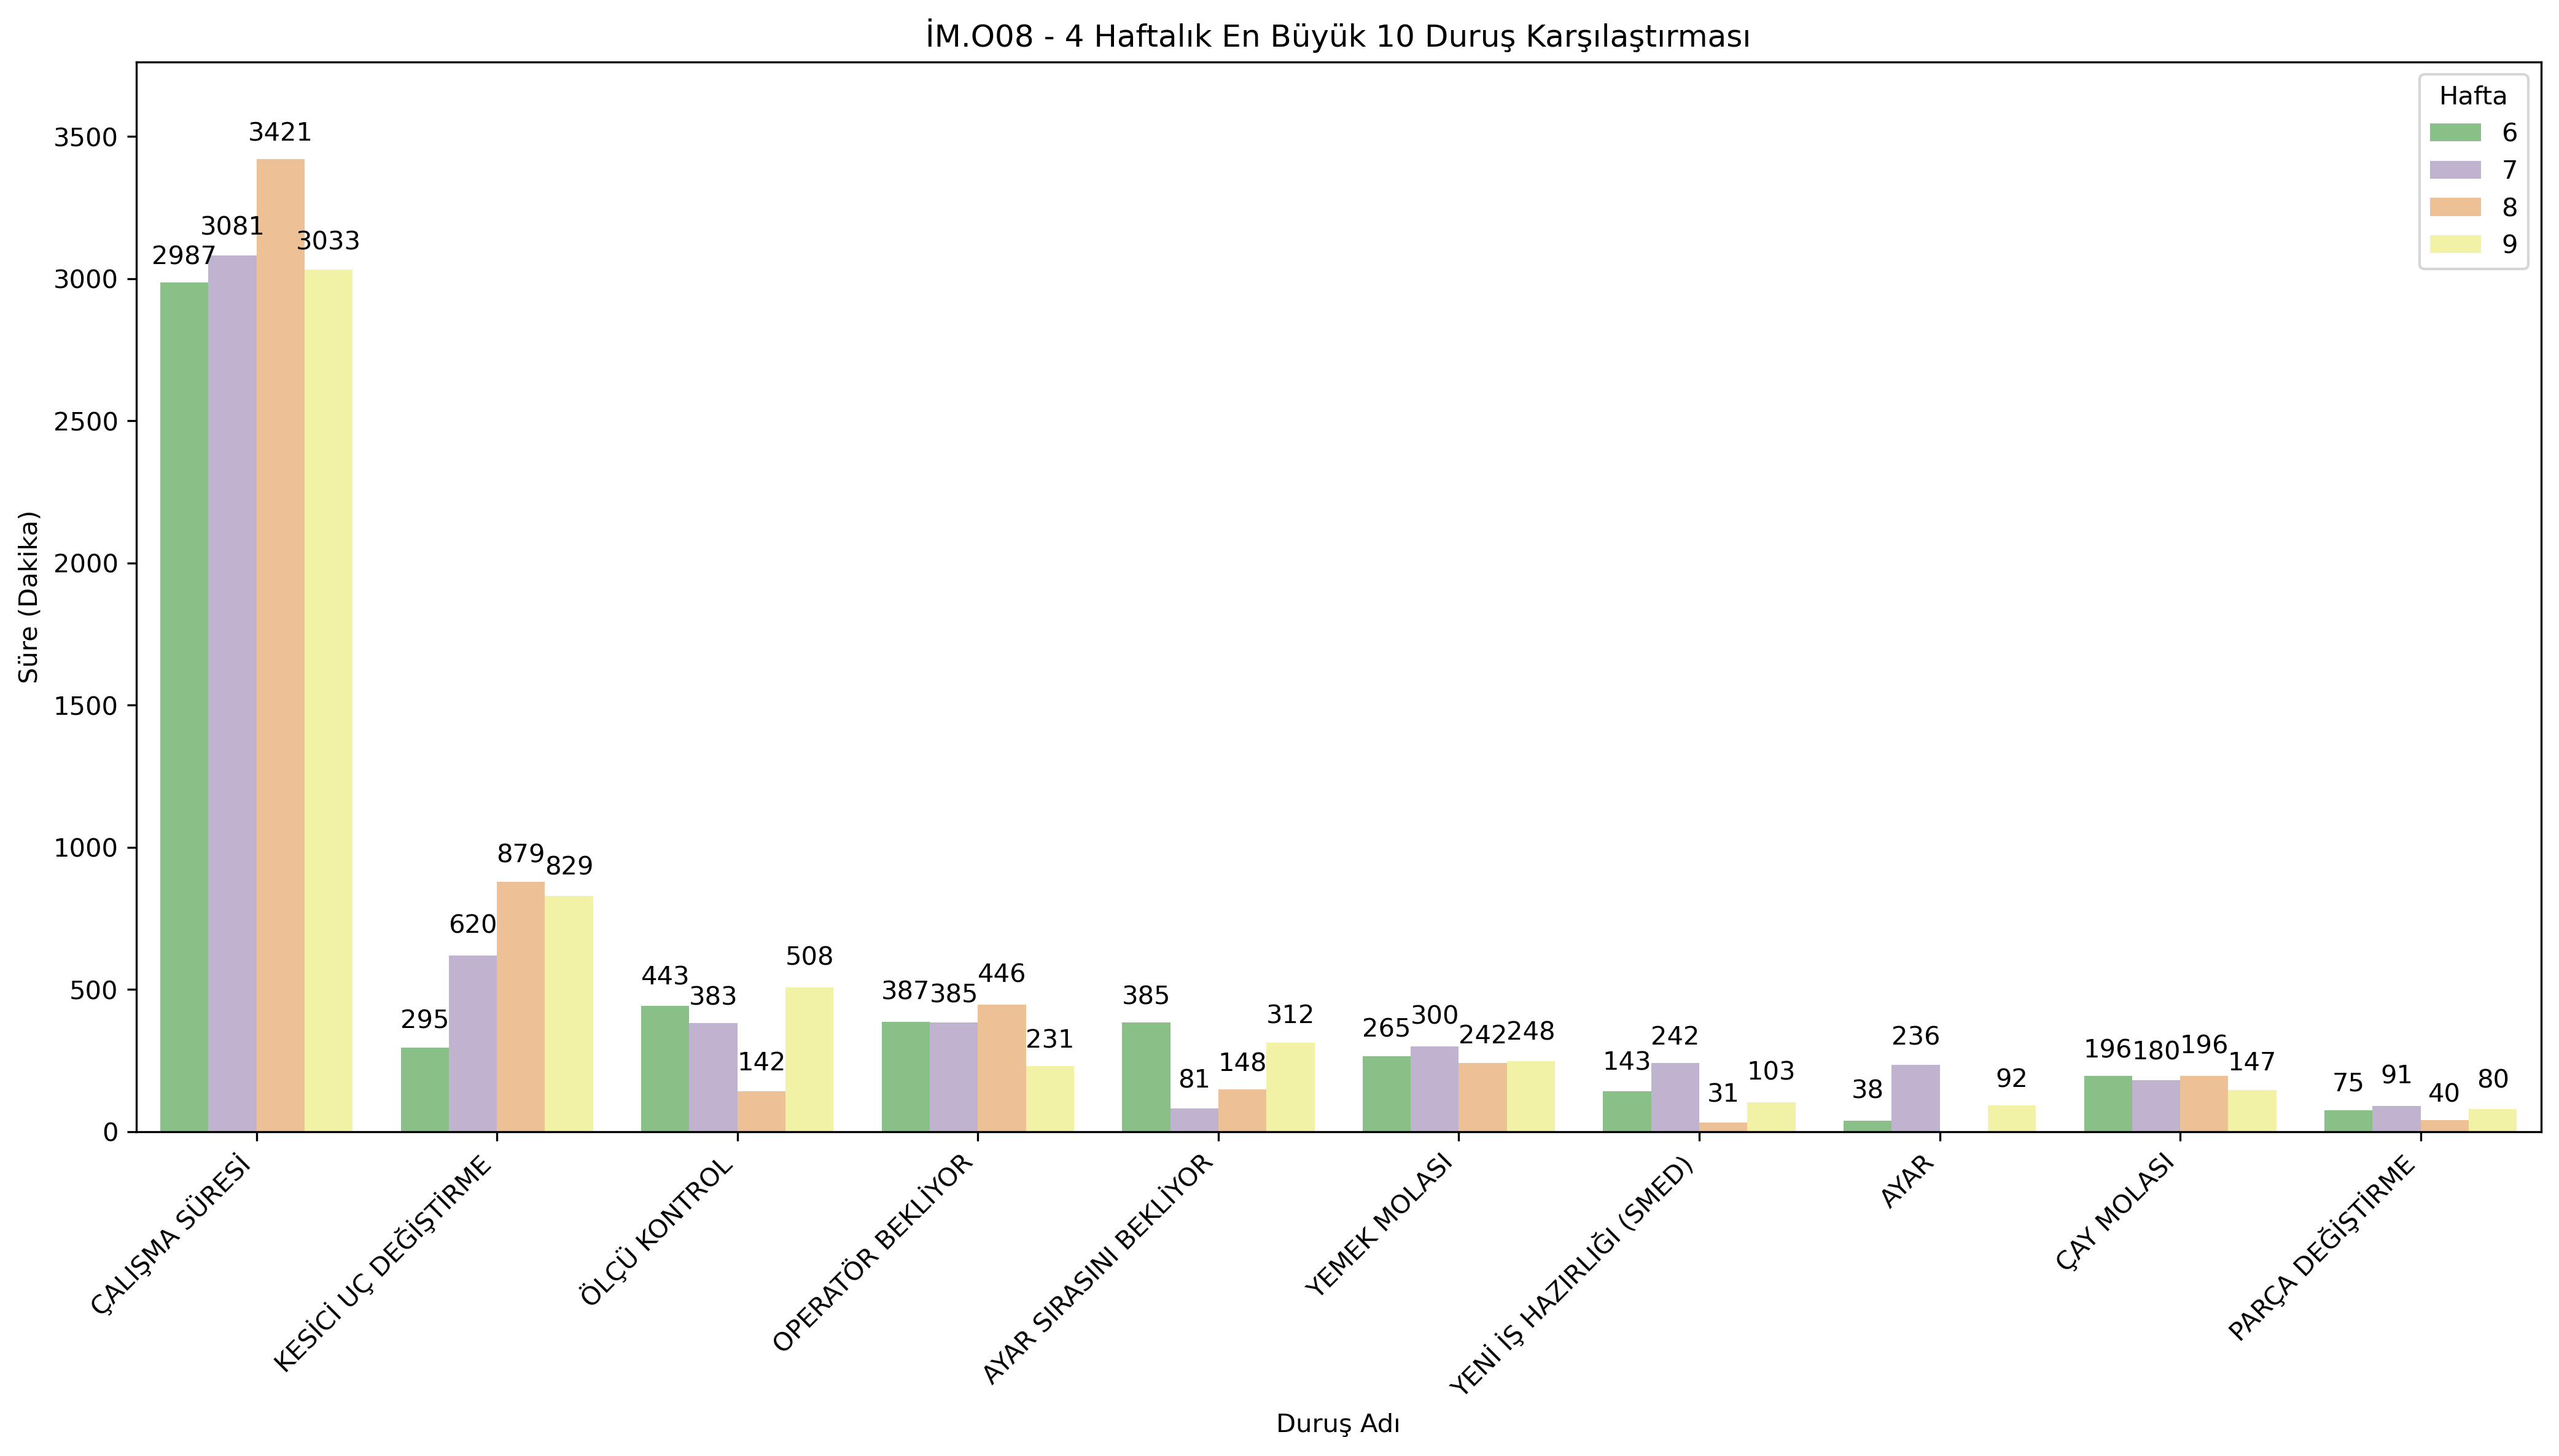 İM.O08 - 4 Haftalık En Büyük 10 Duruş Karşılaştırması
Hafta
6
7
8
9
Süre (Dakika)
3500
3000
2500
2000
1500
1000
500
0
2987 3081 3421 3033
295 620 879 829
443 383 142 508
387 385 446 231
385 81 148 312
265 300 242 248
143 242 31 103
38 236 92
196 180 196 147
75 91 40 80
ÇALIŞMA SÜRESİ
KESİCİ UÇ DEĞİŞTİRME
ÖLÇÜ KONTROL
OPERATÖR BEKLİYOR
AYAR SIRASINI BEKLİYOR
YEMEK MOLASI
YENİ İŞ HAZIRLIĞI (SMED)
AYAR
ÇAY MOLASI
PARÇA DEĞİŞTİRME
Duruş Adı